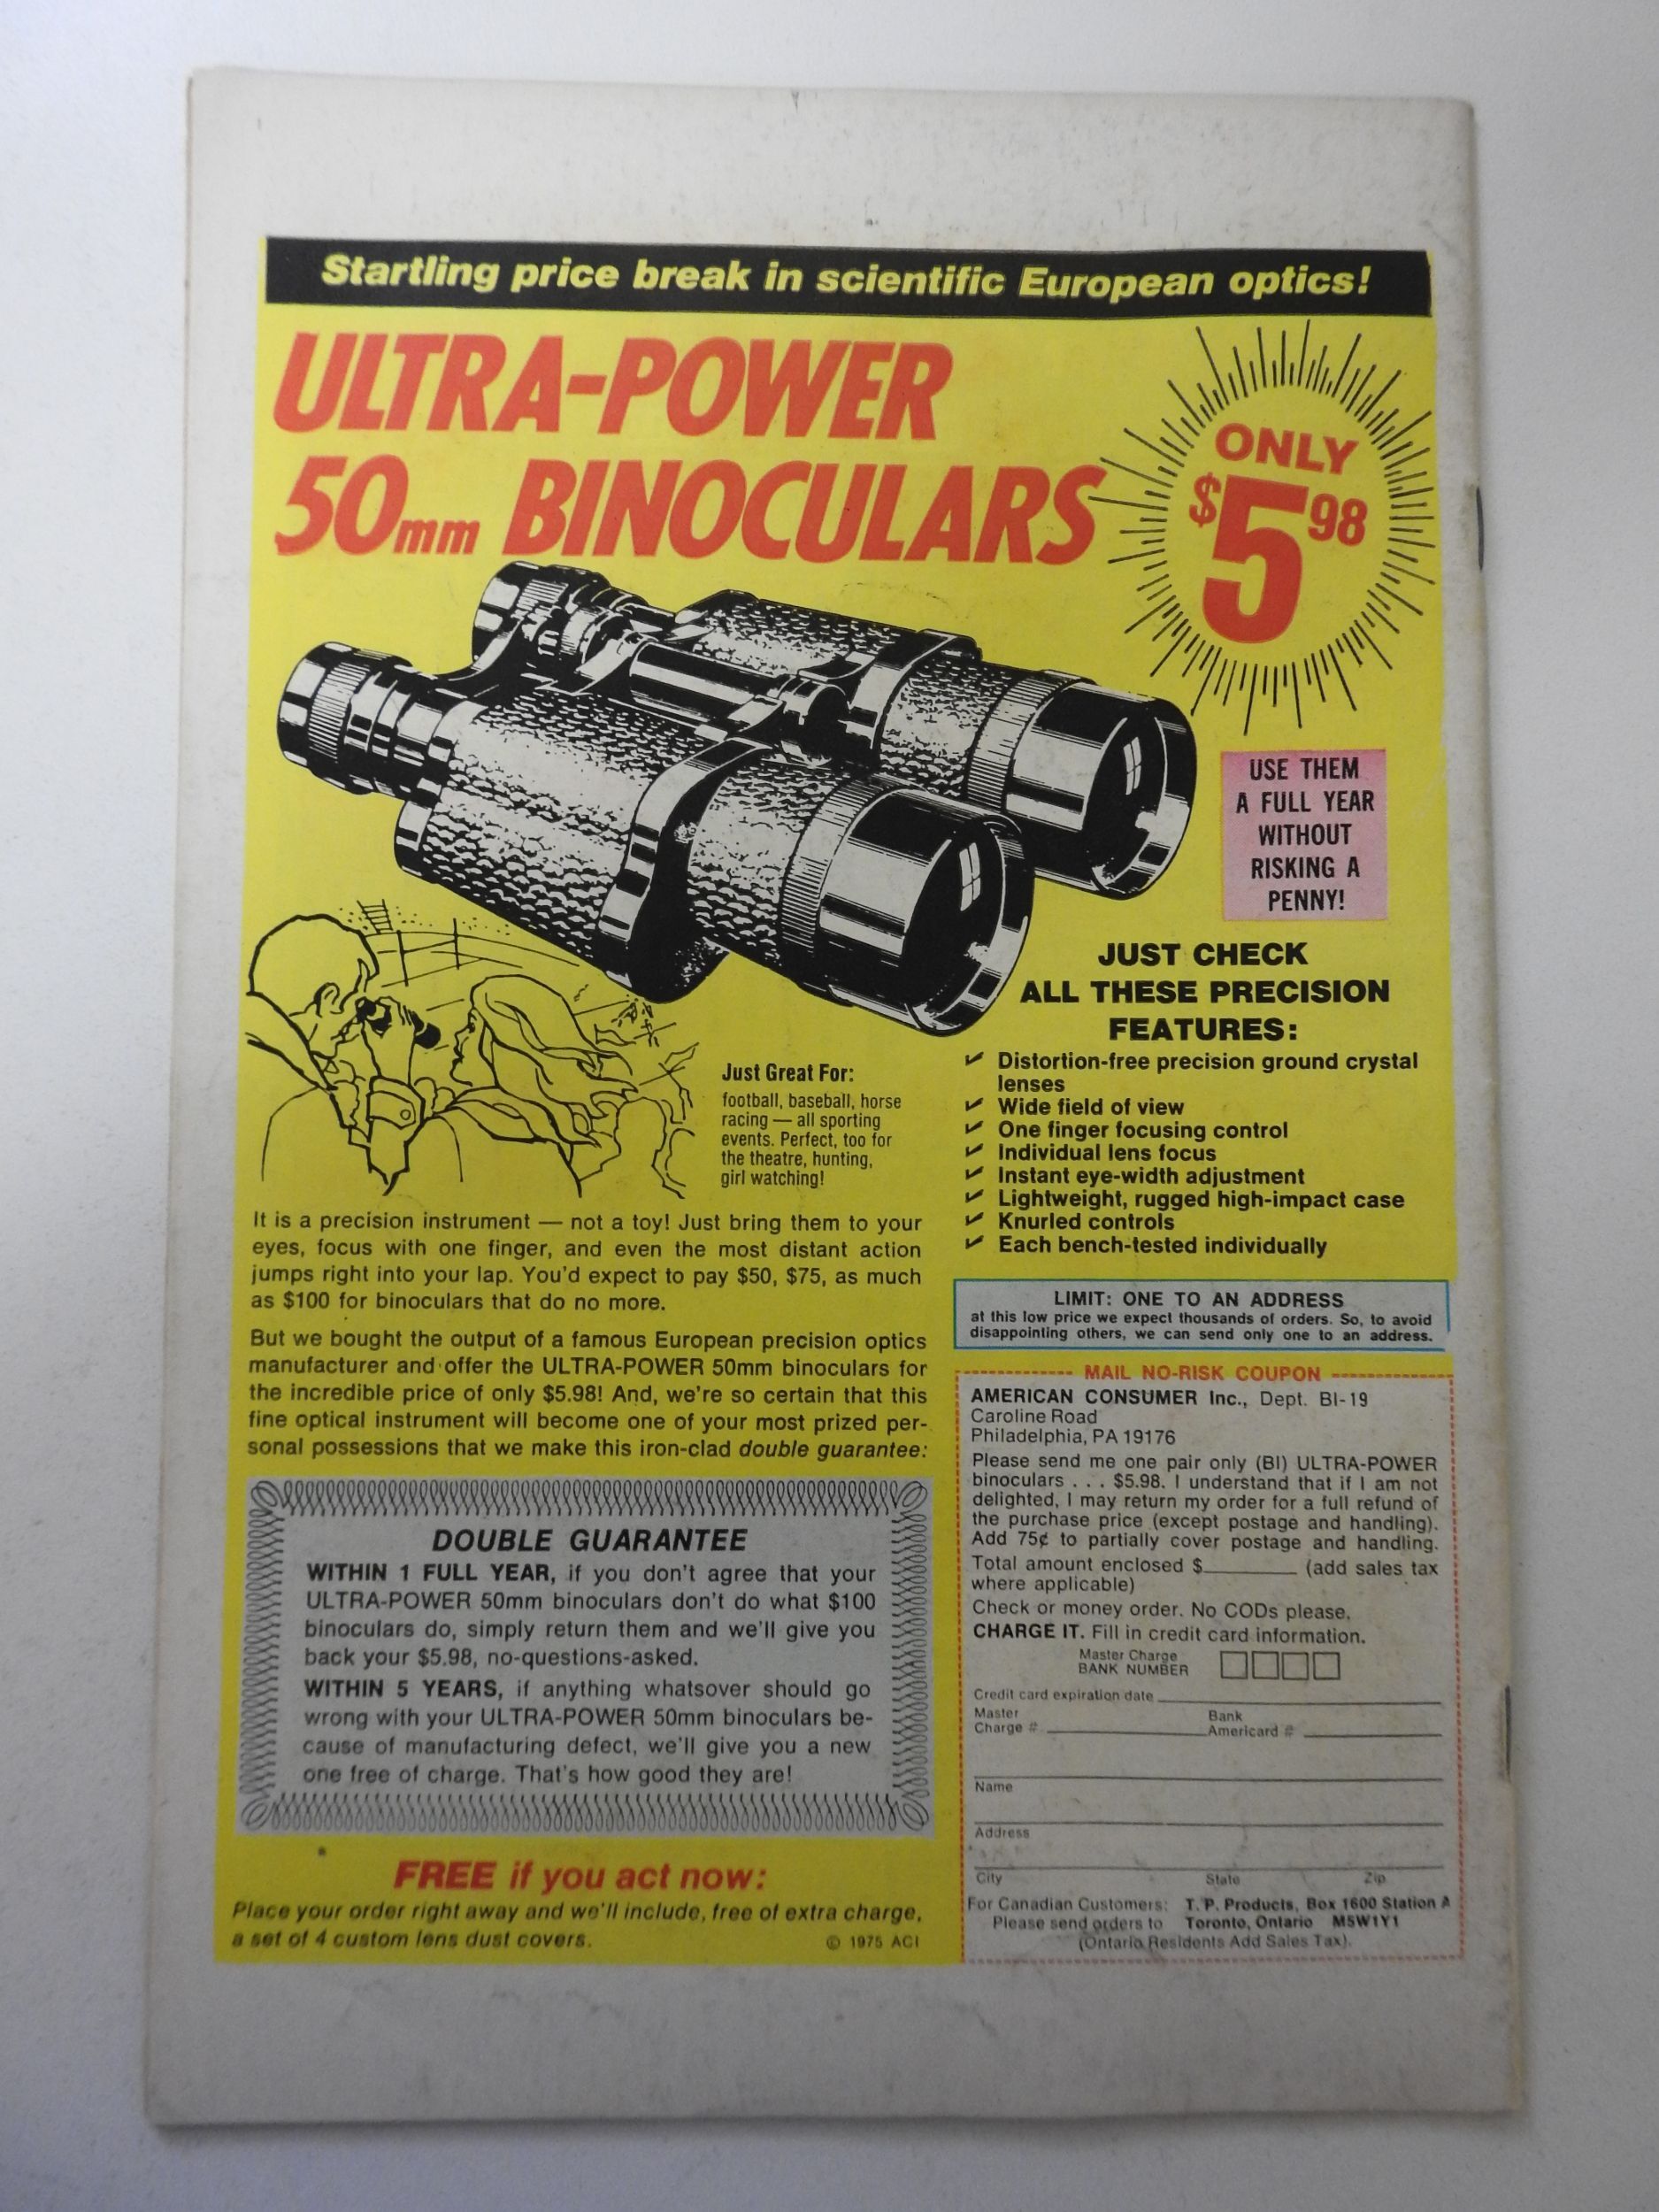 Startling price break in scientific European optics!
ULTRA-POWER
50mm BINOCULARS
ONLY
$5 98
USE THEM
A FULL YEAR
WITHOUT
RISKING A
PENNY!
JUST CHECK
ALL THESE PRECISION
FEATURES:
✔ Distortion-free precision ground crystal
lenses
✔ Wide field of view
✔ One finger focusing control
✔ Individual lens focus
✔ Instant eye-width adjustment
✔ Lightweight, rugged high-impact case
✔ Knurled controls
✔ Each bench-tested individually
Just Great For:
football, baseball, horse
racing — all sporting
events. Perfect, too for
the theatre, hunting,
girl watching!
It is a precision instrument — not a toy! Just bring them to your
eyes, focus with one finger, and even the most distant action
jumps right into your lap. You'd expect to pay $50, $75, as much
as $100 for binoculars that do no more.
But we bought the output of a famous European precision optics
manufacturer and offer the ULTRA-POWER 50mm binoculars for
the incredible price of only $5.98! And, we're so certain that this
fine optical instrument will become one of your most prized per-
sonal possessions that we make this iron-clad double guarantee:
DOUBLE GUARANTEE
WITHIN 1 FULL YEAR, if you don't agree that your
ULTRA-POWER 50mm binoculars don't do what $100
binoculars do, simply return them and we'll give you
back your $5.98, no-questions-asked.
WITHIN 5 YEARS, if anything whatsover should go
wrong with your ULTRA-POWER 50mm binoculars be-
cause of manufacturing defect, we'll give you a new
one free of charge. That's how good they are!
FREE if you act now:
Place your order right away and we'll include, free of extra charge,
a set of 4 custom lens dust covers.
© 1975 ACI
LIMIT: ONE TO AN ADDRESS
at this low price we expect thousands of orders. So, to avoid
disappointing others, we can send only one to an address.
MAIL NO-RISK COUPON
AMERICAN CONSUMER Inc., Dept. BI-19
Caroline Road
Philadelphia, PA 19176
Please send me one pair only (BI) ULTRA-POWER
binoculars . . . $5.98. I understand that if I am not
delighted, I may return my order for a full refund of
the purchase price (except postage and handling).
Add 75¢ to partially cover postage and handling.
Total amount enclosed $________ (add sales tax
where applicable)
Check or money order. No CODs please.
CHARGE IT. Fill in credit card information.
Master Charge
BANK NUMBER
Credit card expiration date
Master Bank
Charge # Americard #
Name
Address
City State Zip
For Canadian Customers: T. P. Products, Box 1600 Station A
Please send orders to Toronto, Ontario M5W1Y1
(Ontario Residents Add Sales Tax).